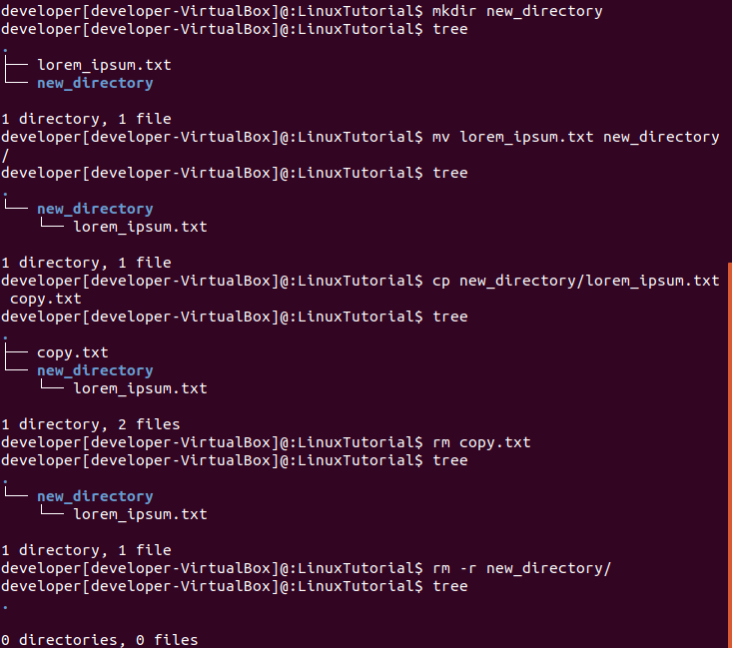 developer[developer-VirtualBox]@:LinuxTutorial$ mkdir new_directory
developer[developer-VirtualBox]@:LinuxTutorial$ tree
.
├── lorem_ipsum.txt
└── new_directory

1 directory, 1 file
developer[developer-VirtualBox]@:LinuxTutorial$ mv lorem_ipsum.txt new_directory
/
developer[developer-VirtualBox]@:LinuxTutorial$ tree
.
└── new_directory
    └── lorem_ipsum.txt

1 directory, 1 file
developer[developer-VirtualBox]@:LinuxTutorial$ cp new_directory/lorem_ipsum.txt
 copy.txt
developer[developer-VirtualBox]@:LinuxTutorial$ tree
.
├── copy.txt
└── new_directory
    └── lorem_ipsum.txt

1 directory, 2 files
developer[developer-VirtualBox]@:LinuxTutorial$ rm copy.txt
developer[developer-VirtualBox]@:LinuxTutorial$ tree
.
└── new_directory
    └── lorem_ipsum.txt

1 directory, 1 file
developer[developer-VirtualBox]@:LinuxTutorial$ rm -r new_directory/
developer[developer-VirtualBox]@:LinuxTutorial$ tree
.

0 directories, 0 files